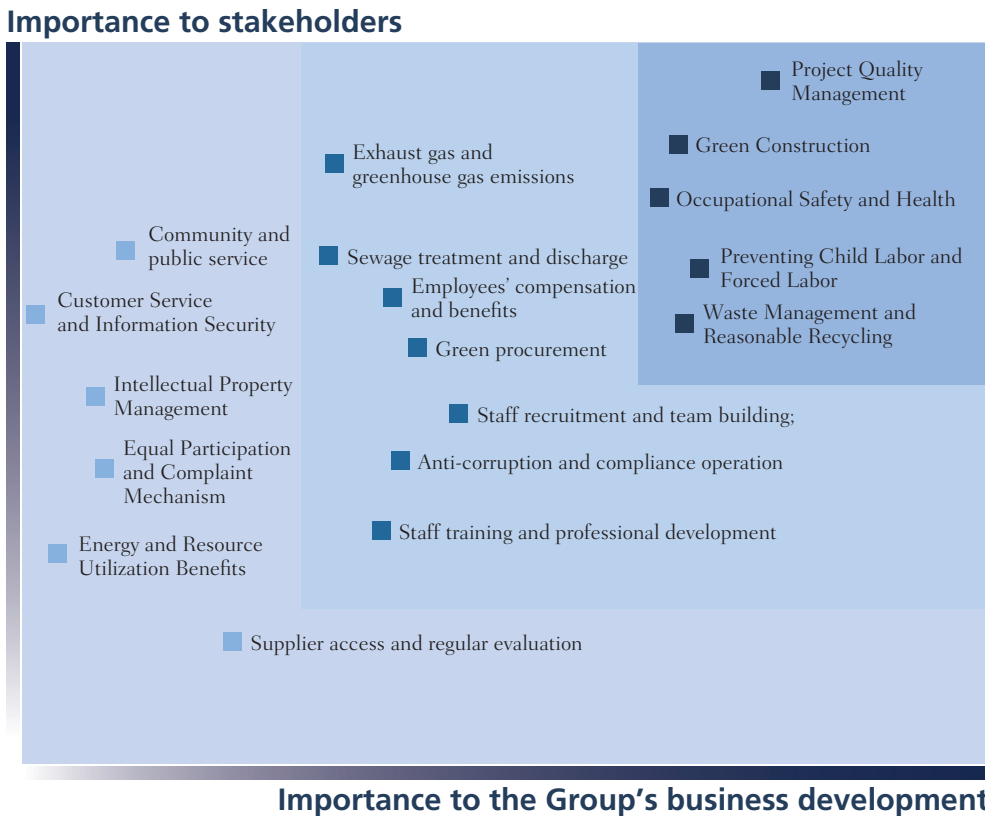 Importance to stakeholders
Project Quality
Management
Green Construction
Exhaust gas and
greenhouse gas emissions
Occupational Safety and Health
Community and
public service
Sewage treatment and discharge
Preventing Child Labor and
Forced Labor
Employees’ compensation
and benefits
Customer Service
and Information Security
Waste Management and
Reasonable Recycling
Green procurement
Intellectual Property
Management
Staff recruitment and team building;
Equal Participation
and Complaint
Mechanism
Anti-corruption and compliance operation
Staff training and professional development
Energy and Resource
Utilization Benefits
Supplier access and regular evaluation
Importance to the Group’s business development